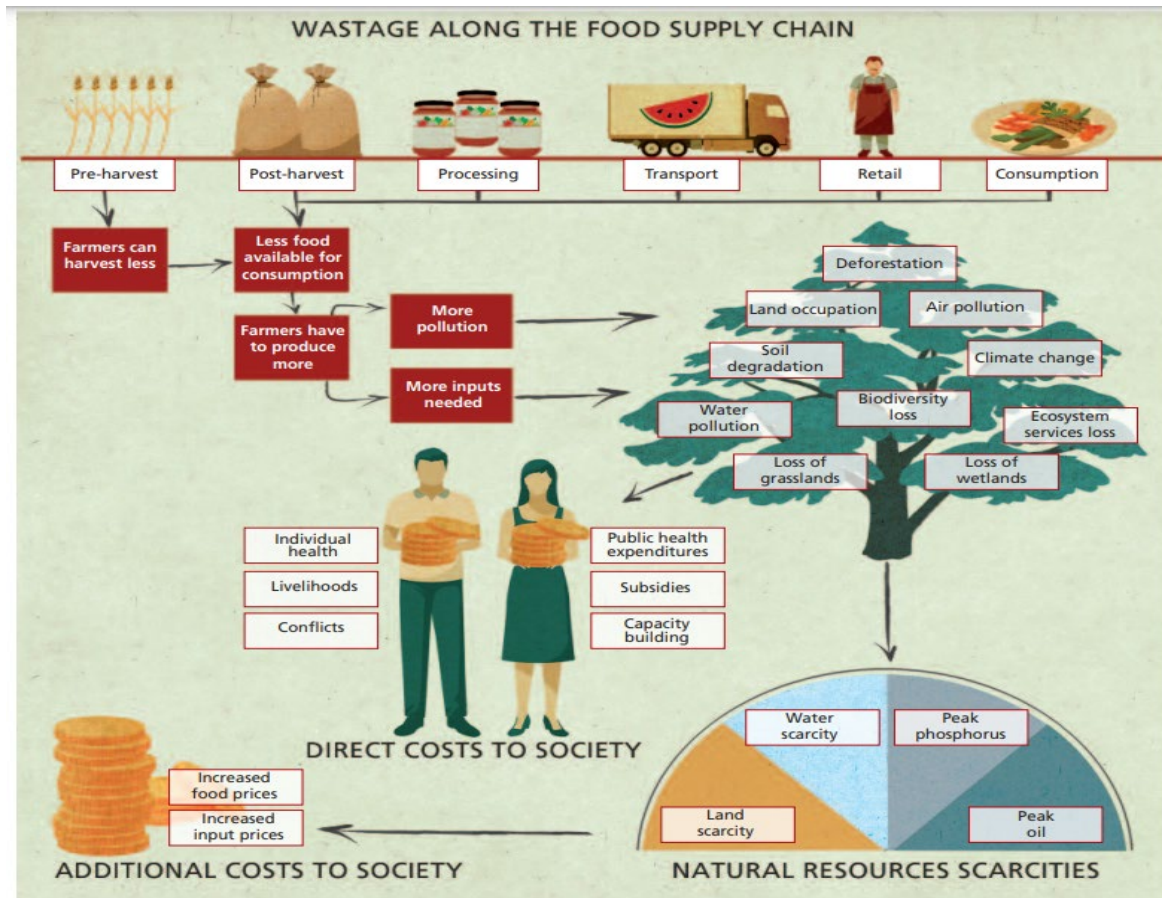 WASTAGE ALONG THE FOOD SUPPLY CHAIN
Pre-harvest
Post-harvest
Processing
Transport
Retail
Consumption
Farmers can
harvest less
Less food
available for
consumption
Farmers have
to produce
more
More
pollution
More inputs
needed
Deforestation
Land occupation
Air pollution
Soil
degradation
Climate change
Water
pollution
Biodiversity
loss
Ecosystem
services loss
Loss of
grasslands
Loss of
wetlands
Individual
health
Livelihoods
Conflicts
Public health
expenditures
Subsidies
Capacity
building
DIRECT COSTS TO SOCIETY
Water
scarcity
Peak
phosphorus
Land
scarcity
Peak
oil
NATURAL RESOURCES SCARCITIES
Increased
food prices
Increased
input prices
ADDITIONAL COSTS TO SOCIETY